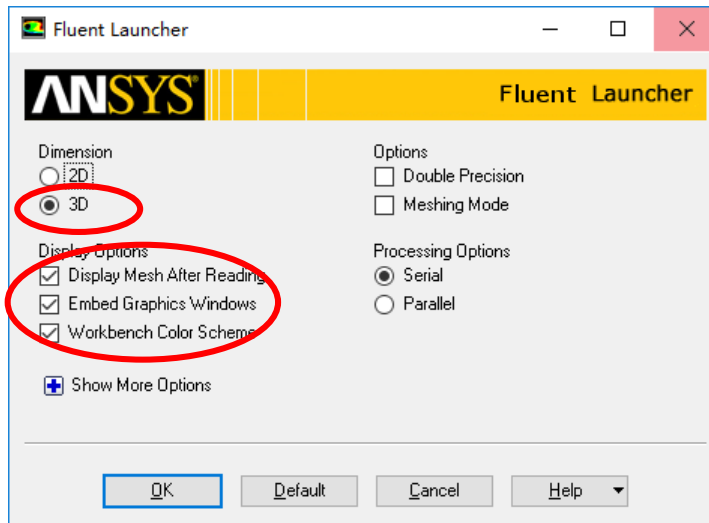 Fluent Launcher
ANSYS
Fluent Launcher
Dimension
2D
3D
Options
Double Precision
Meshing Mode
Display Options
Display Mesh After Reading
Embed Graphics Windows
Workbench Color Scheme
Processing Options
Serial
Parallel
Show More Options
OK
Default
Cancel
Help